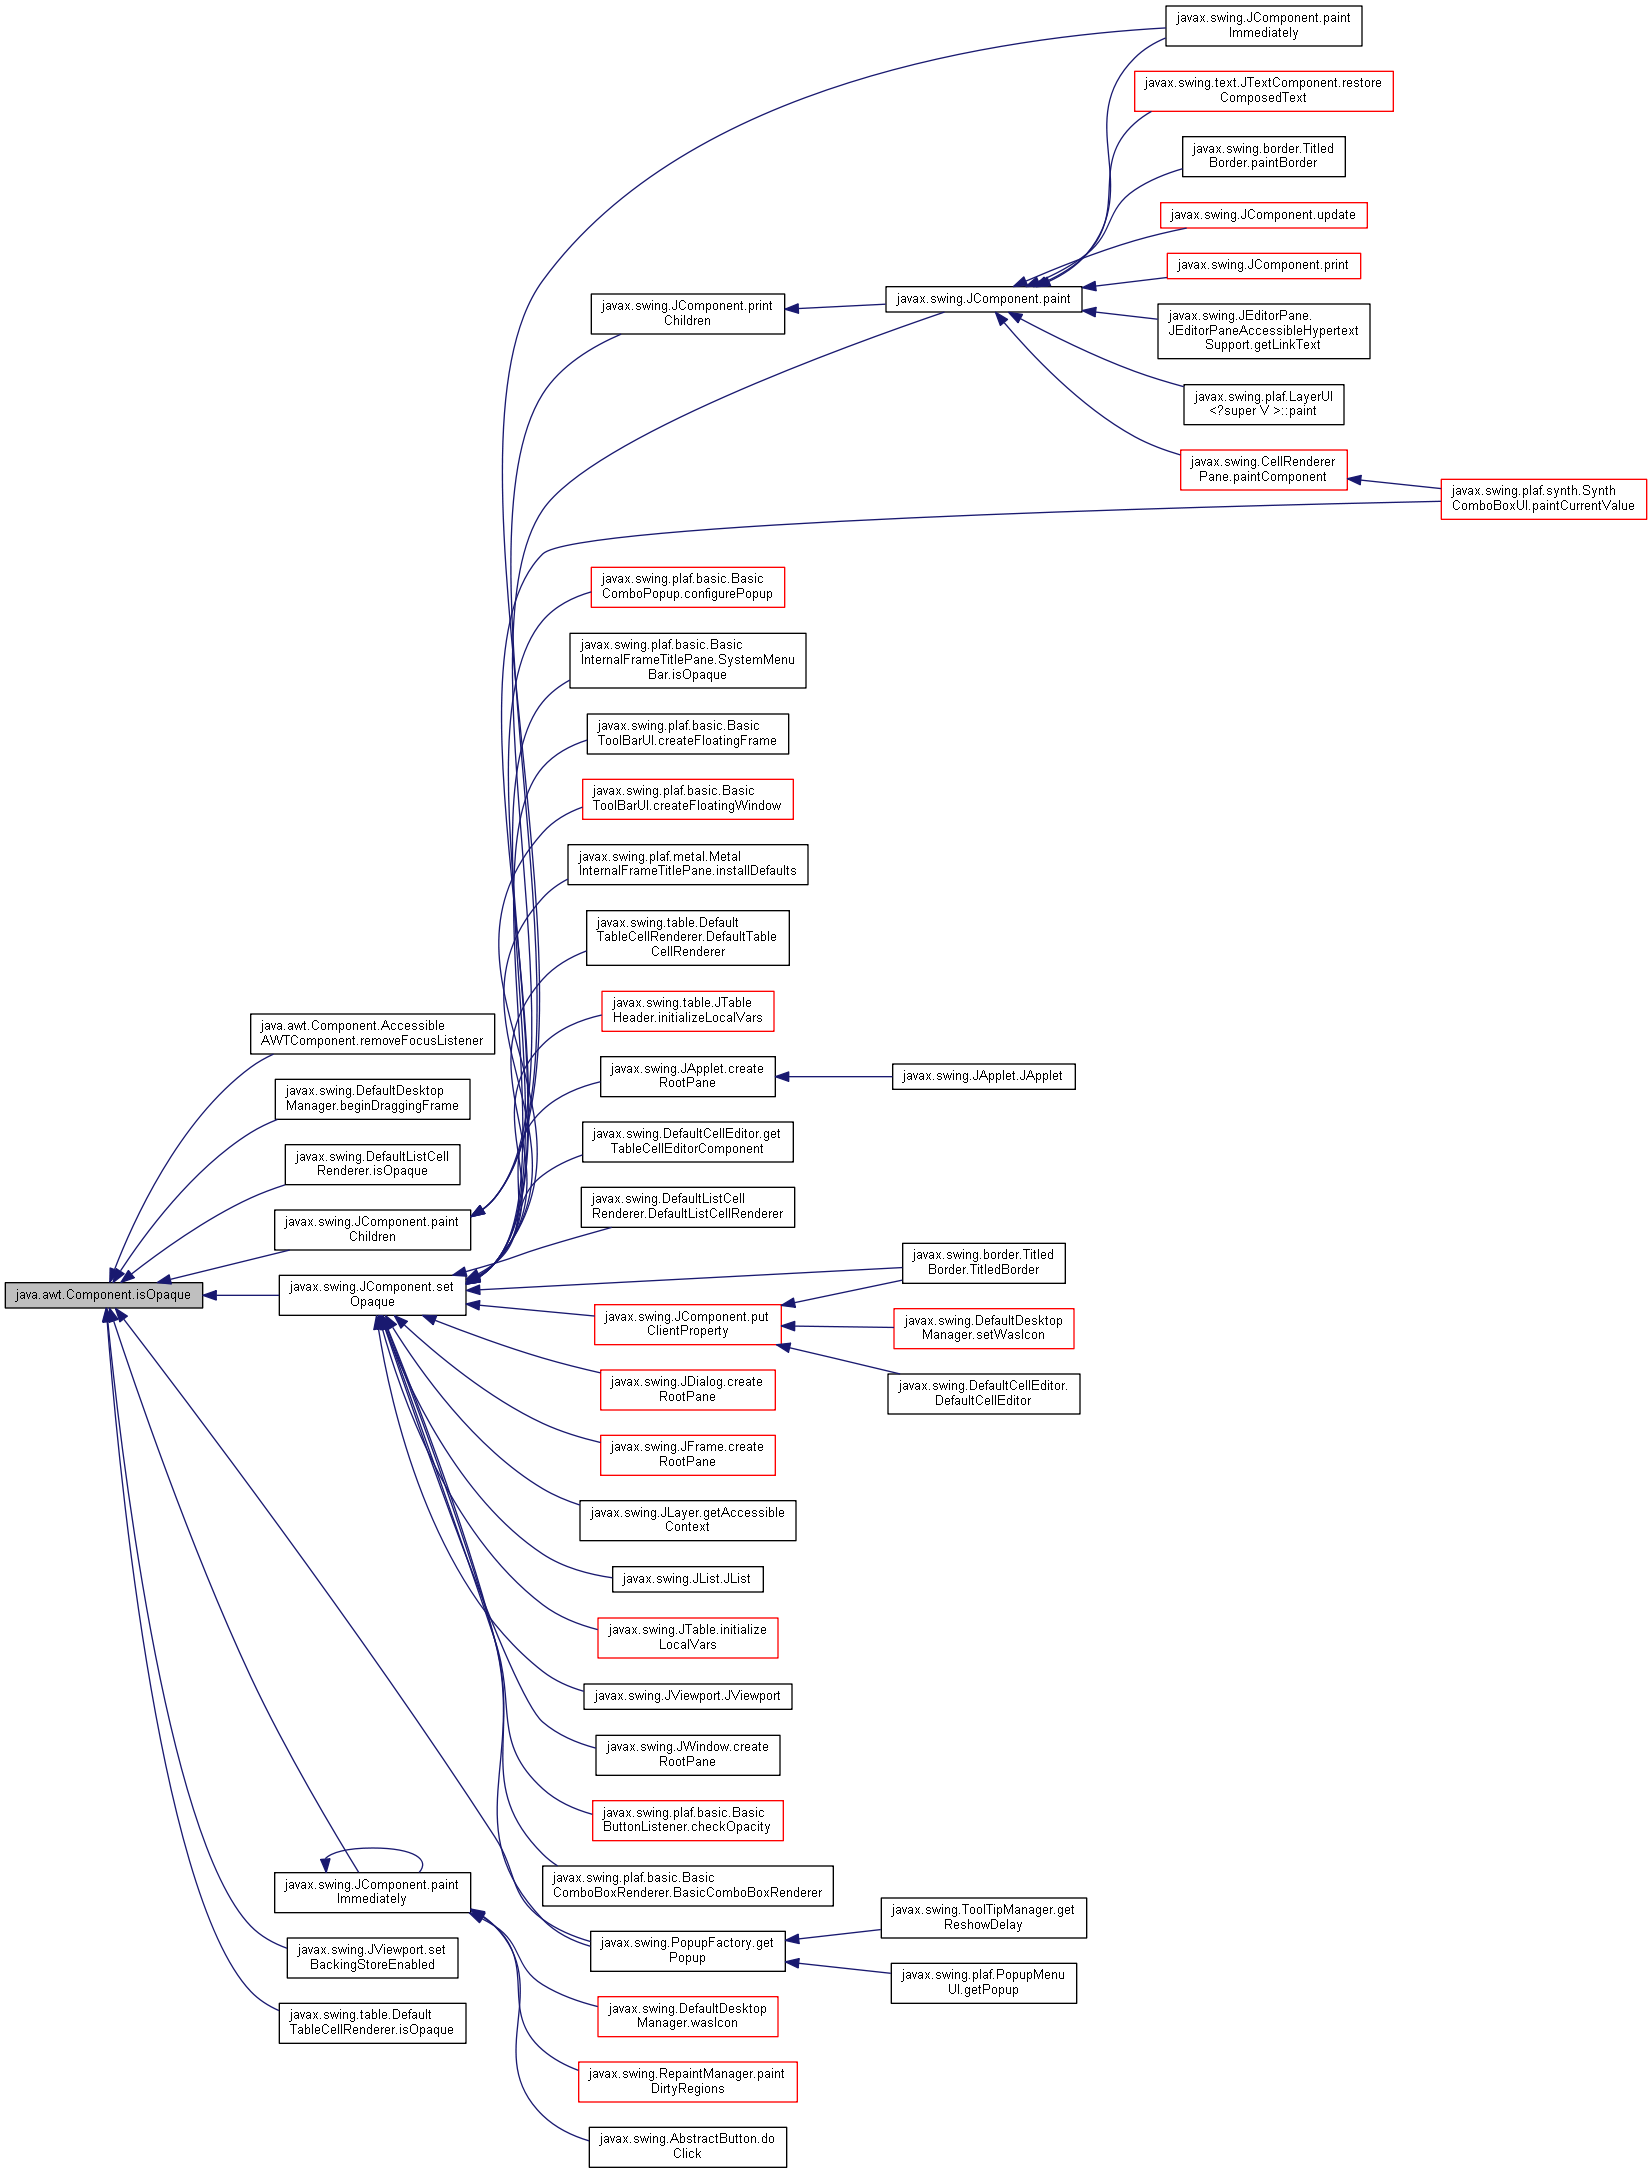 javax.swing.JComponent.paint
Immediately
javax.swing.text.JTextComponent.restore
ComposedText
javax.swing.border.Titled
Border.paintBorder
javax.swing.JComponent.update
javax.swing.JComponent.print
javax.swing.JComponent.paint
javax.swing.JComponent.print
Children
javax.swing.JEditorPane.
JEditorPaneAccessibleHypertext
Support.getLinkText
javax.swing.plaf.LayerUI
<?super V >::paint
javax.swing.CellRenderer
Pane.paintComponent
javax.swing.plaf.synth.Synth
ComboBoxUI.paintCurrentValue
javax.swing.plaf.basic.Basic
ComboPopup.configurePopup
javax.swing.plaf.basic.Basic
InternalFrameTitlePane.SystemMenu
Bar.isOpaque
javax.swing.plaf.basic.Basic
ToolBarUI.createFloatingFrame
javax.swing.plaf.basic.Basic
ToolBarUI.createFloatingWindow
javax.swing.plaf.metal.Metal
InternalFrameTitlePane.installDefaults
javax.swing.table.Default
TableCellRenderer.DefaultTable
CellRenderer
javax.swing.table.JTable
Header.initializeLocalVars
java.awt.Component.Accessible
AWTComponent.removeFocusListener
javax.swing.JApplet.create
RootPane
javax.swing.JApplet.JApplet
javax.swing.DefaultDesktop
Manager.beginDraggingFrame
javax.swing.DefaultCellEditor.get
TableCellEditorComponent
javax.swing.DefaultListCell
Renderer.isOpaque
javax.swing.DefaultListCell
Renderer.DefaultListCellRenderer
javax.swing.JComponent.paint
Children
javax.swing.border.Titled
Border.TitledBorder
java.awt.Component.isOpaque
javax.swing.JComponent.set
Opaque
javax.swing.JComponent.put
ClientProperty
javax.swing.DefaultDesktop
Manager.setWasIcon
javax.swing.DefaultCellEditor.
DefaultCellEditor
javax.swing.JDialog.create
RootPane
javax.swing.JFrame.create
RootPane
javax.swing.JLayer.getAccessible
Context
javax.swing.JList.JList
javax.swing.JTable.initialize
LocalVars
javax.swing.JViewport.JViewport
javax.swing.JWindow.create
RootPane
javax.swing.plaf.basic.Basic
ButtonListener.checkOpacity
javax.swing.plaf.basic.Basic
ComboBoxRenderer.BasicComboBoxRenderer
javax.swing.JComponent.paint
Immediately
javax.swing.ToolTipManager.get
ReshowDelay
javax.swing.PopupFactory.get
Popup
javax.swing.JViewport.set
BackingStoreEnabled
javax.swing.plaf.PopupMenu
UI.getPopup
javax.swing.table.Default
TableCellRenderer.isOpaque
javax.swing.DefaultDesktop
Manager.wasIcon
javax.swing.RepaintManager.paint
DirtyRegions
javax.swing.AbstractButton.do
Click